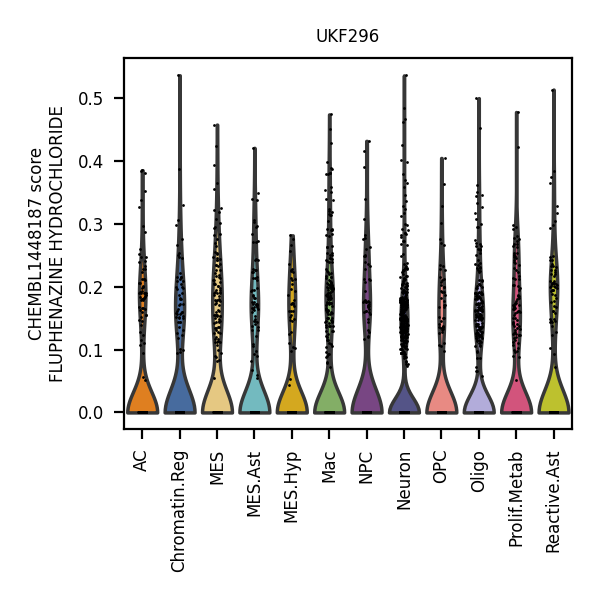 UKF296
CHEMBL1448187 score
FLUPHENAZINE HYDROCHLORIDE
0.5
0.4
0.3
0.2
0.1
0.0
AC
Chromatin.Reg
MES
MES.Ast
MES.Hyp
Mac
NPC
Neuron
OPC
Oligo
Prolif.Metab
Reactive.Ast